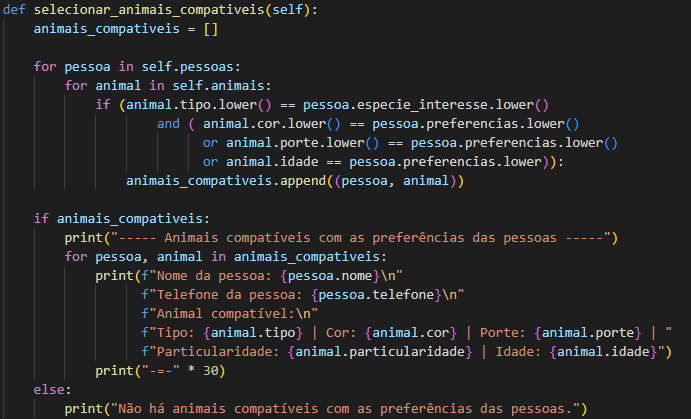 def selecionar_animais_compativeis(self):
    animais_compativeis = []

    for pessoa in self.pessoas:
        for animal in self.animais:
            if (animal.tipo.lower() == pessoa.especie_interesse.lower()
                    and ( animal.cor.lower() == pessoa.preferencias.lower()
                          or animal.porte.lower() == pessoa.preferencias.lower()
                          or animal.idade == pessoa.preferencias.lower)):
                animais_compativeis.append((pessoa, animal))

    if animais_compativeis:
        print("----- Animais compatíveis com as preferências das pessoas -----")
        for pessoa, animal in animais_compativeis:
            print(f"Nome da pessoa: {pessoa.nome}\n"
                  f"Telefone da pessoa: {pessoa.telefone}\n"
                  f"Animal compatível:\n"
                  f"Tipo: {animal.tipo} | Cor: {animal.cor} | Porte: {animal.porte} | "
                  f"Particularidade: {animal.particularidade} | Idade: {animal.idade}")
            print("-=-" * 30)
    else:
        print("Não há animais compatíveis com as preferências das pessoas.")